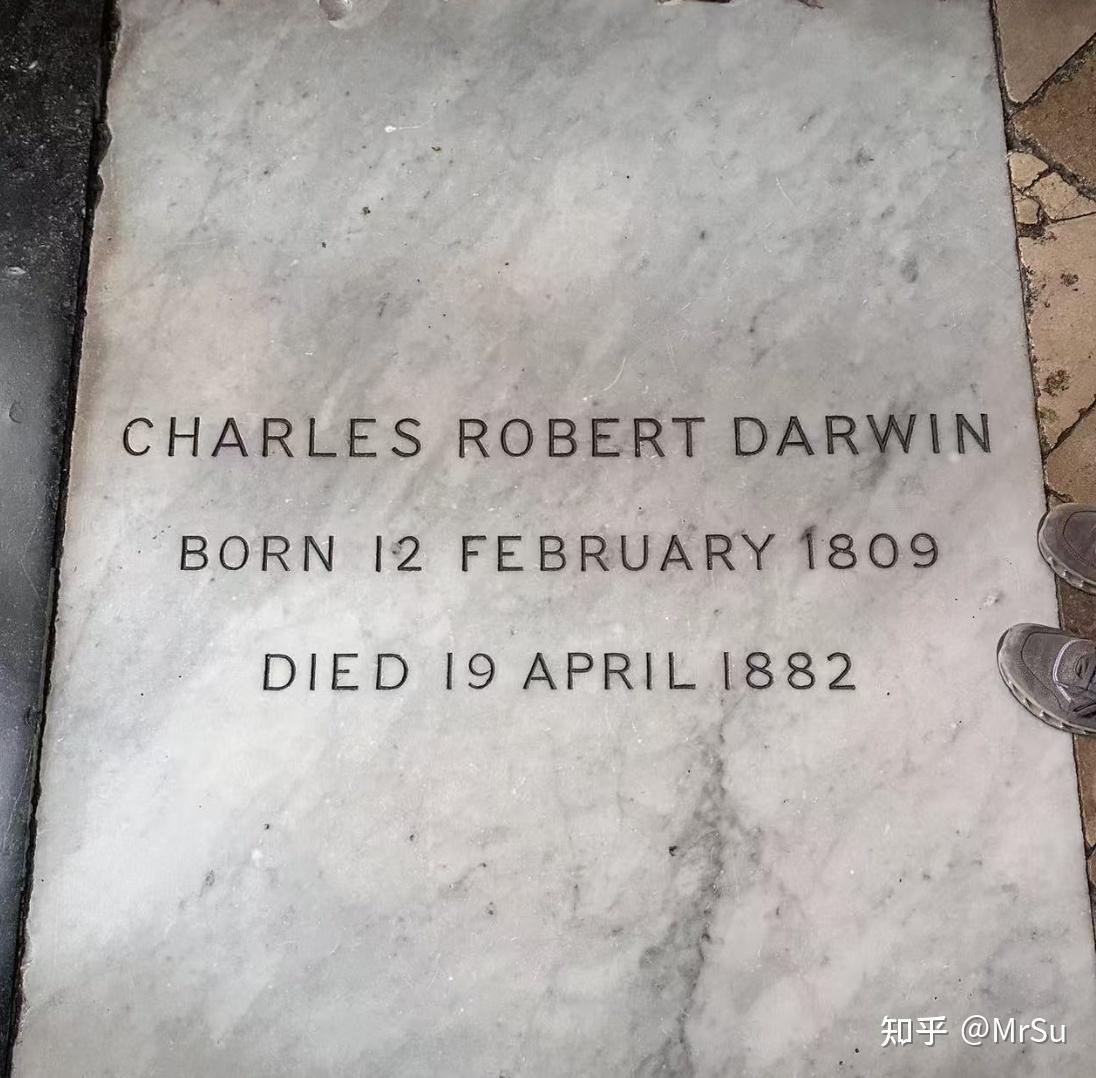 CHARLES ROBERT DARWIN
BORN 12 FEBRUARY 1809
DIED 19 APRIL 1882
知乎 @MrSu